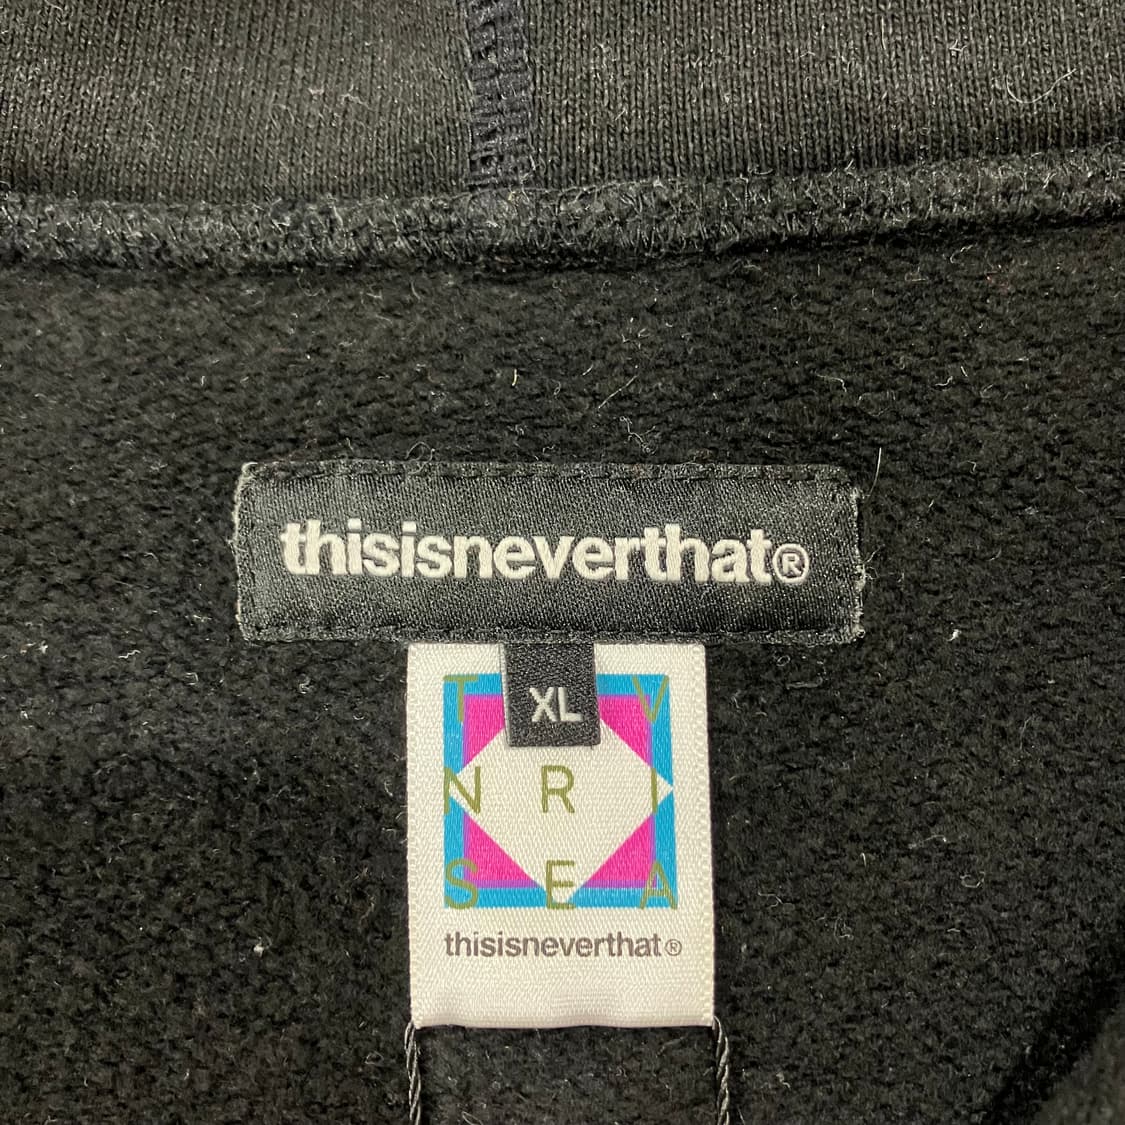 thisisneverthat®
XL
T V
N R I
S E A
thisisneverthat®